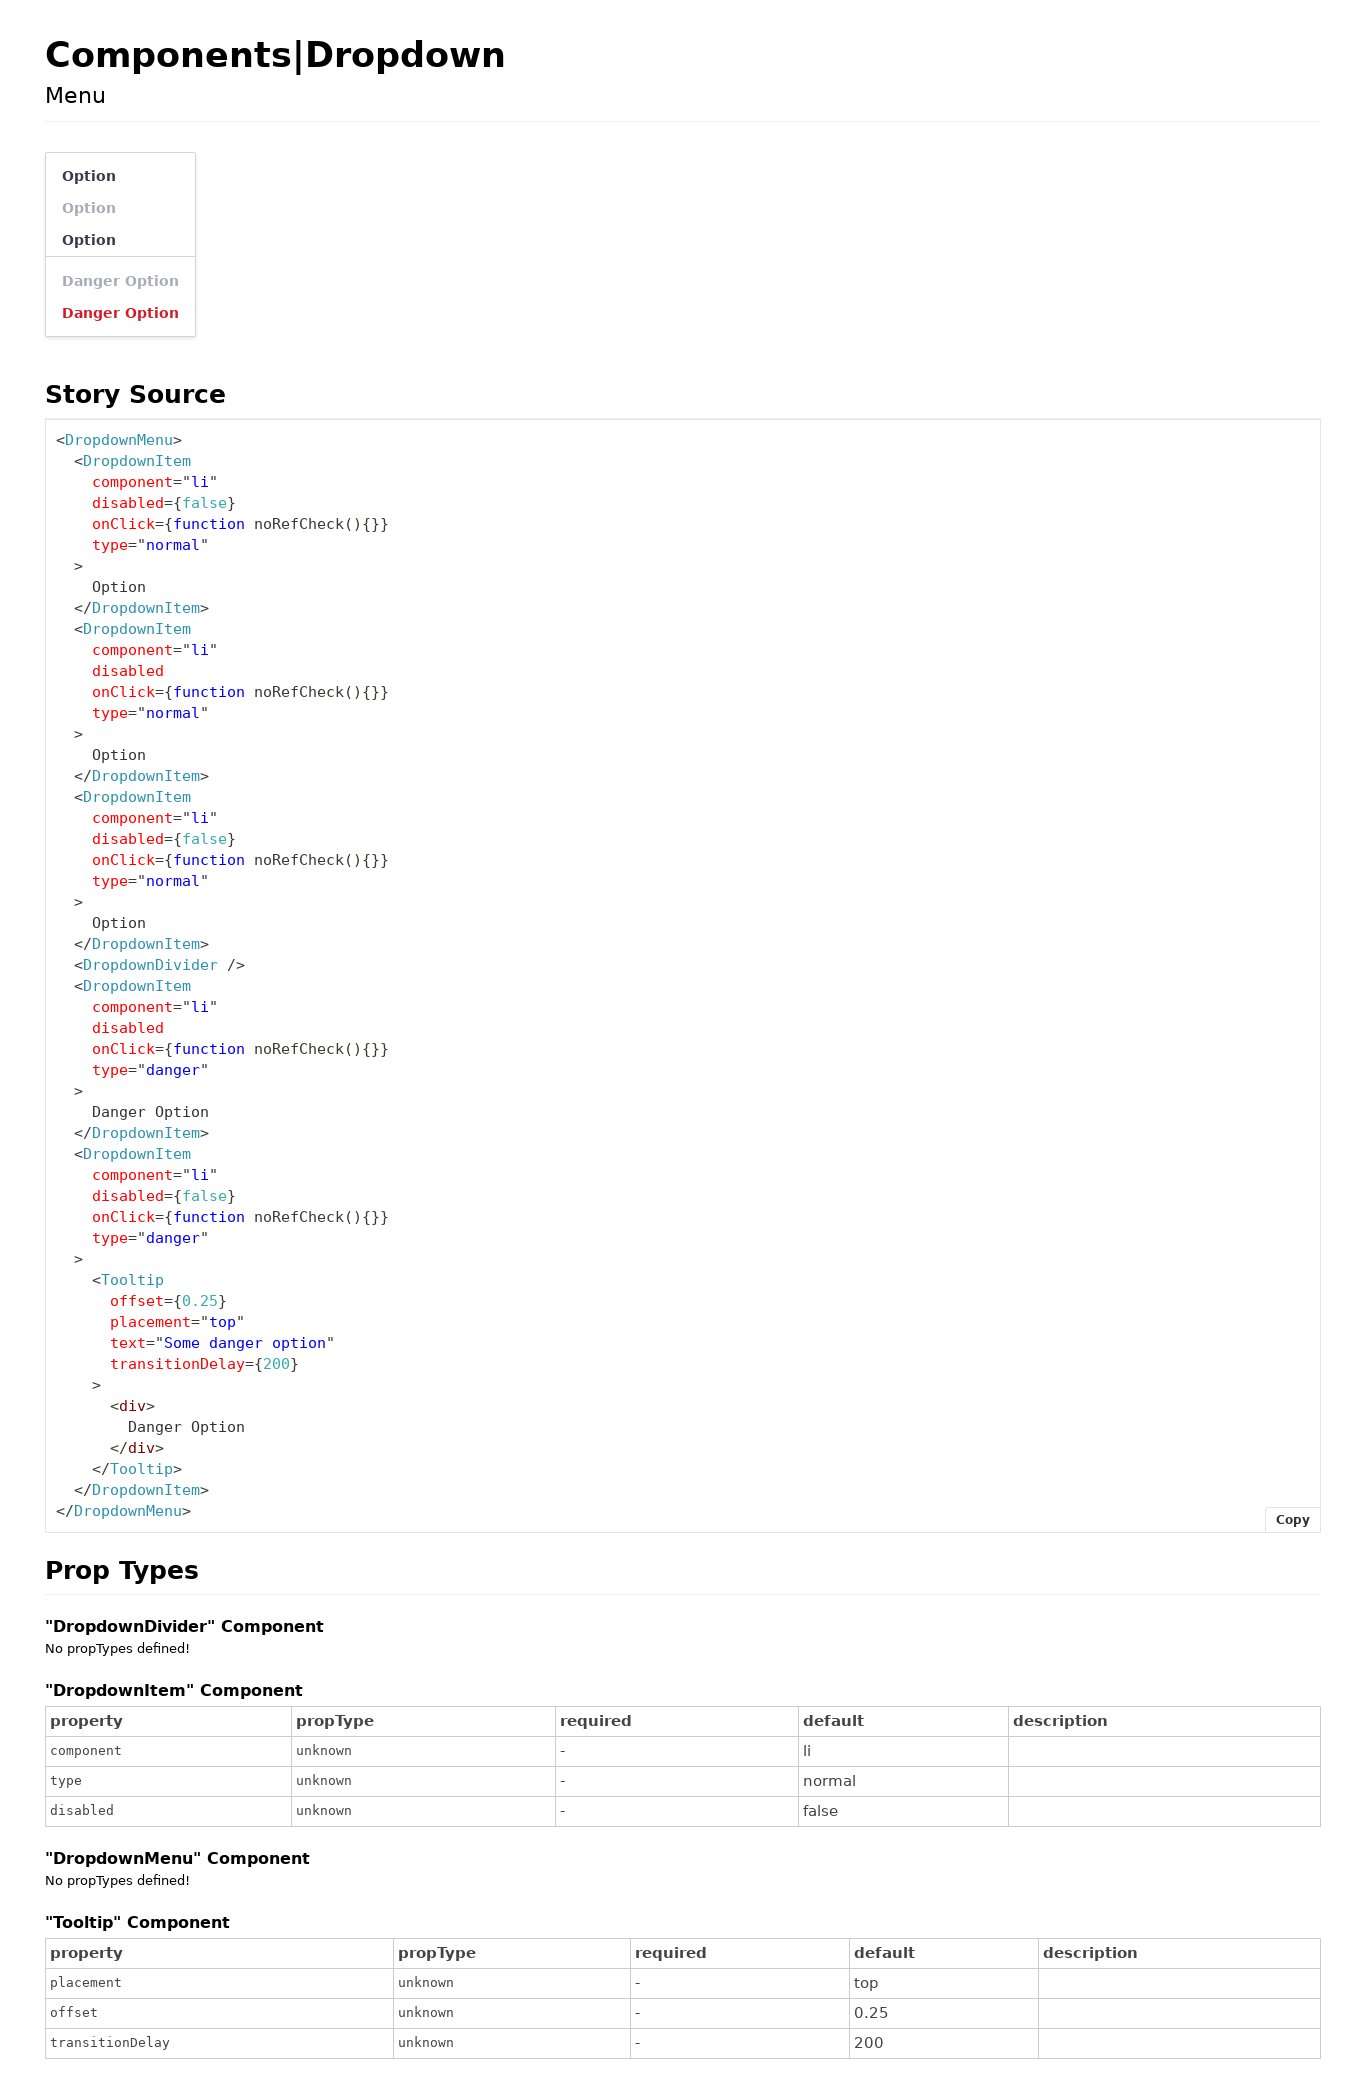 Components|Dropdown
Menu
Option
Option
Option
Danger Option
Danger Option
Story Source
<DropdownMenu>
  <DropdownItem
    component="li"
    disabled={false}
    onClick={function noRefCheck(){}}
    type="normal"
  >
    Option
  </DropdownItem>
  <DropdownItem
    component="li"
    disabled
    onClick={function noRefCheck(){}}
    type="normal"
  >
    Option
  </DropdownItem>
  <DropdownItem
    component="li"
    disabled={false}
    onClick={function noRefCheck(){}}
    type="normal"
  >
    Option
  </DropdownItem>
  <DropdownDivider />
  <DropdownItem
    component="li"
    disabled
    onClick={function noRefCheck(){}}
    type="danger"
  >
    Danger Option
  </DropdownItem>
  <DropdownItem
    component="li"
    disabled={false}
    onClick={function noRefCheck(){}}
    type="danger"
  >
    <Tooltip
      offset={0.25}
      placement="top"
      text="Some danger option"
      transitionDelay={200}
    >
      <div>
        Danger Option
      </div>
    </Tooltip>
  </DropdownItem>
</DropdownMenu>
Copy
Prop Types
"DropdownDivider" Component
No propTypes defined!
"DropdownItem" Component
property propType required default description
component unknown - li
type unknown - normal
disabled unknown - false
"DropdownMenu" Component
No propTypes defined!
"Tooltip" Component
property propType required default description
placement unknown - top
offset unknown - 0.25
transitionDelay unknown - 200